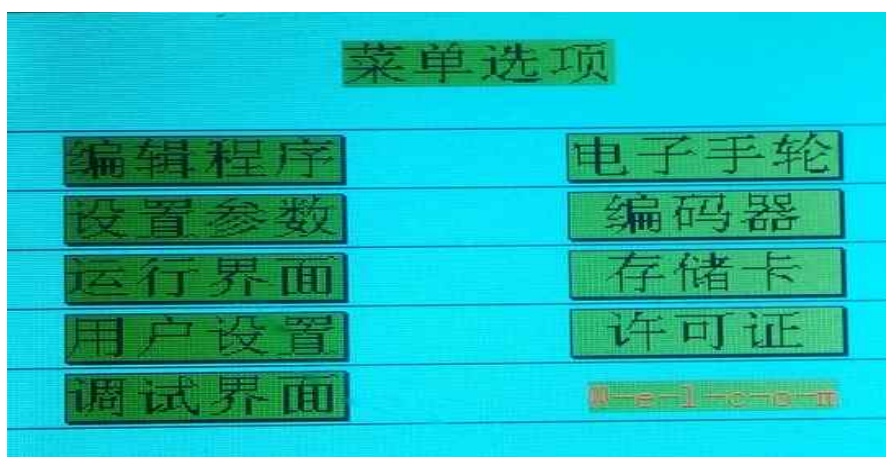 菜单选项
编辑程序 电子手轮
设置参数 编码器
运行界面 存储卡
用户设置 许可证
调试界面 W-e-l-c-o-m